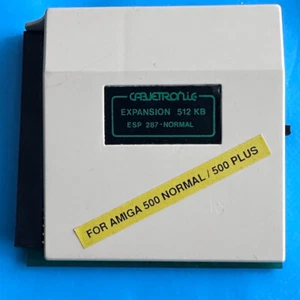 CABLETRONIC
EXPANSION 512 KB
ESP 287-NORMAL
FOR AMIGA 500 NORMAL / 500 PLUS